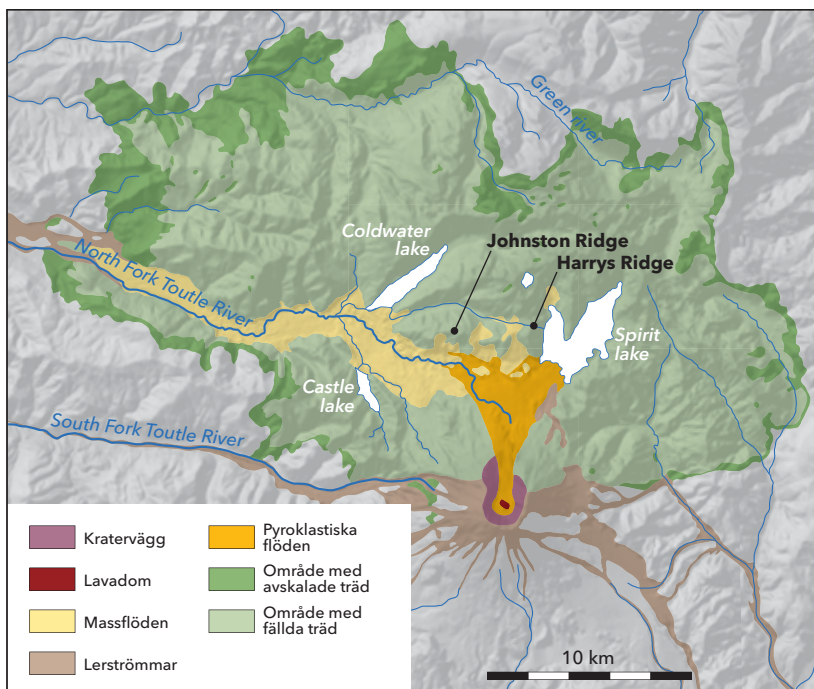 Green river
Coldwater
lake
Johnston Ridge
Harrys Ridge
North Fork Toutle River
Spirit
lake
Castle
lake
South Fork Toutle River
Kratervägg
Lavadom
Massflöden
Lerströmmar
Pyroklastiska
flöden
Område med
avskalade träd
Område med
fällda träd
10 km